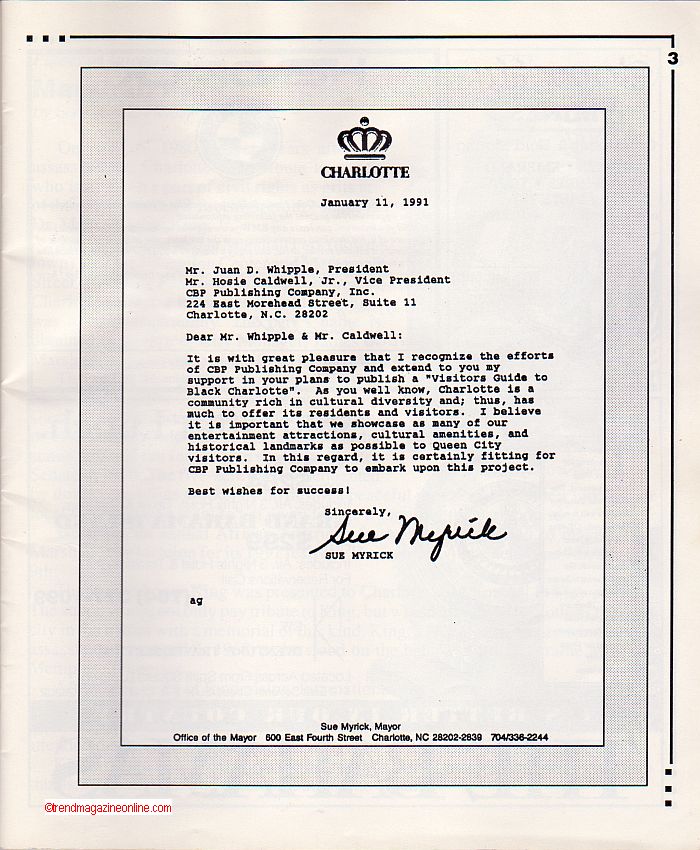 3
CHARLOTTE
January 11, 1991
Mr. Juan D. Whipple, President
Mr. Hosie Caldwell, Jr., Vice President
CBP Publishing Company, Inc.
224 East Morehead Street, Suite 11
Charlotte, N.C. 28202
Dear Mr. Whipple & Mr. Caldwell:
It is with great pleasure that I recognize the efforts
of CBP Publishing Company and extend to you my
support in your plans to publish a "Visitors Guide to
Black Charlotte". As you well know, Charlotte is a
community rich in cultural diversity and; thus, has
much to offer its residents and visitors. I believe
it is important that we showcase as many of our
entertainment attractions, cultural amenities, and
historical landmarks as possible to Queen City
visitors. In this regard, it is certainly fitting for
CBP Publishing Company to embark upon this project.
Best wishes for success!
Sincerely,
Sue Myrick
SUE MYRICK
ag
Sue Myrick, Mayor
Office of the Mayor 600 East Fourth Street Charlotte, NC 28202-2839 704/336-2244
©trendmagazineonline.com